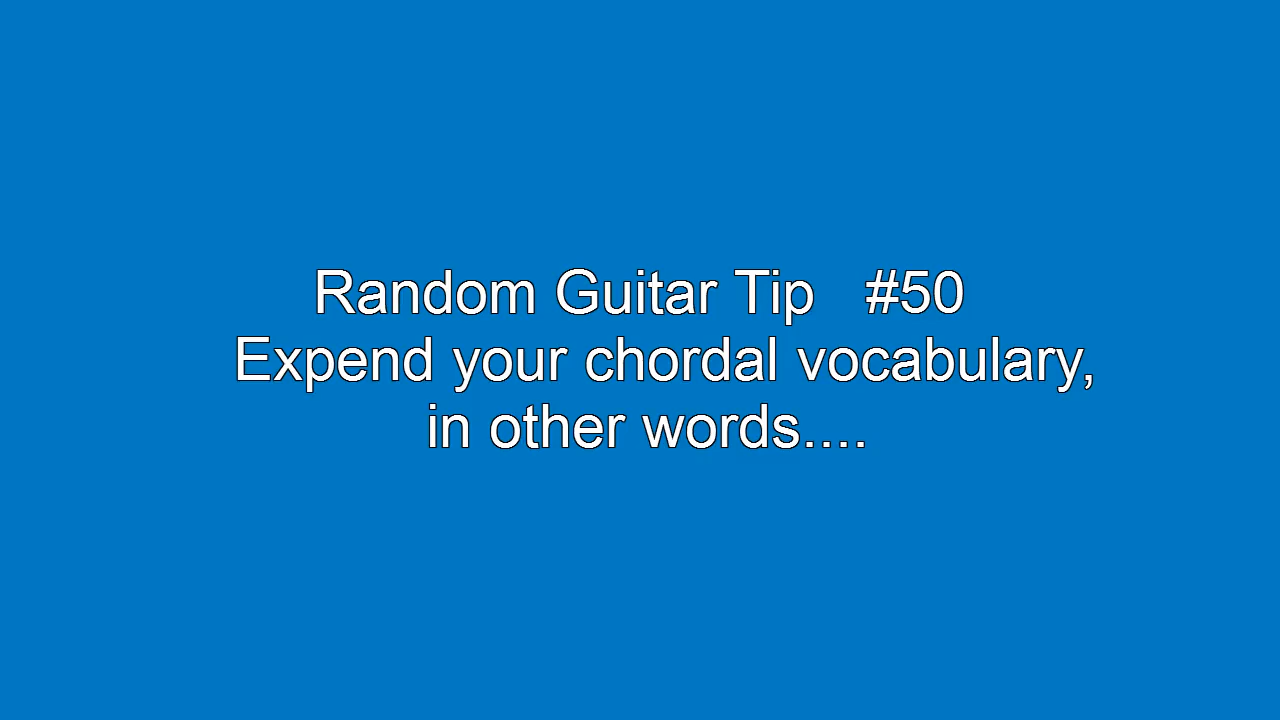 Random Guitar Tip #50
Expend your chordal vocabulary,
in other words....